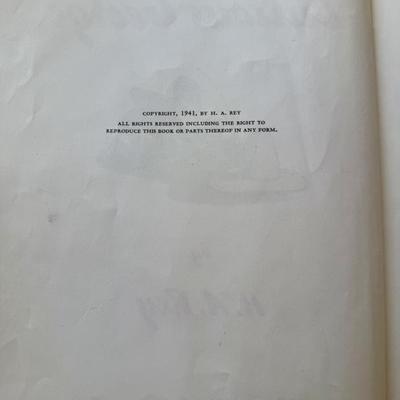 COPYRIGHT, 1941, BY H. A. REY
ALL RIGHTS RESERVED INCLUDING THE RIGHT TO
REPRODUCE THIS BOOK OR PARTS THEREOF IN ANY FORM.